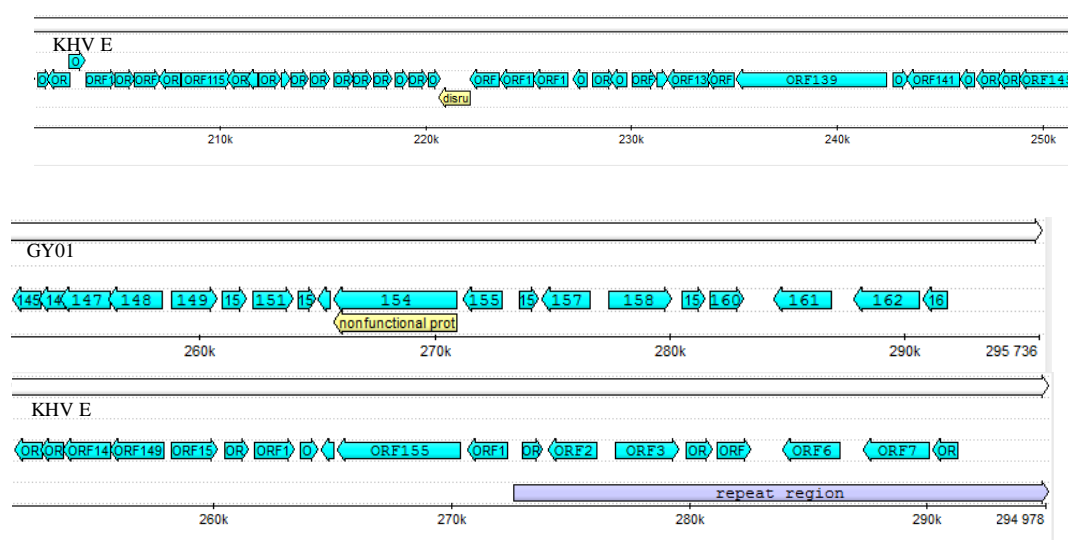 KHV E
O
O OR ORF1 OR ORF OR ORF115 OR OR OR OR OR OR OR O OR O ORF ORF1 ORF1 O OR O ORF ORF13 ORF ORF139 O ORF141 O OR OR ORF145
disru
210k 220k 230k 240k 250k
GY01
145 14 147 148 149 15 151 15 154 155 15 157 158 15 160 161 162 16
nonfunctional prot
260k 270k 280k 290k 295 736
KHV E
OR OR ORF14 ORF149 ORF15 OR ORF1 O ORF155 ORF1 OR ORF2 ORF3 OR ORF ORF6 ORF7 OR
repeat region
260k 270k 280k 290k 294 978